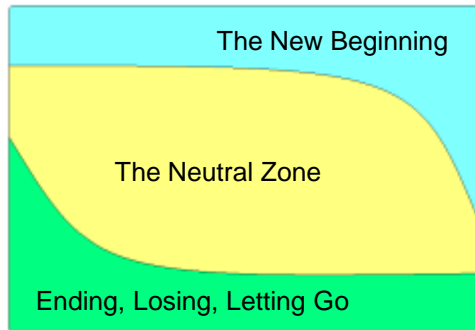 The New Beginning
The Neutral Zone
Ending, Losing, Letting Go